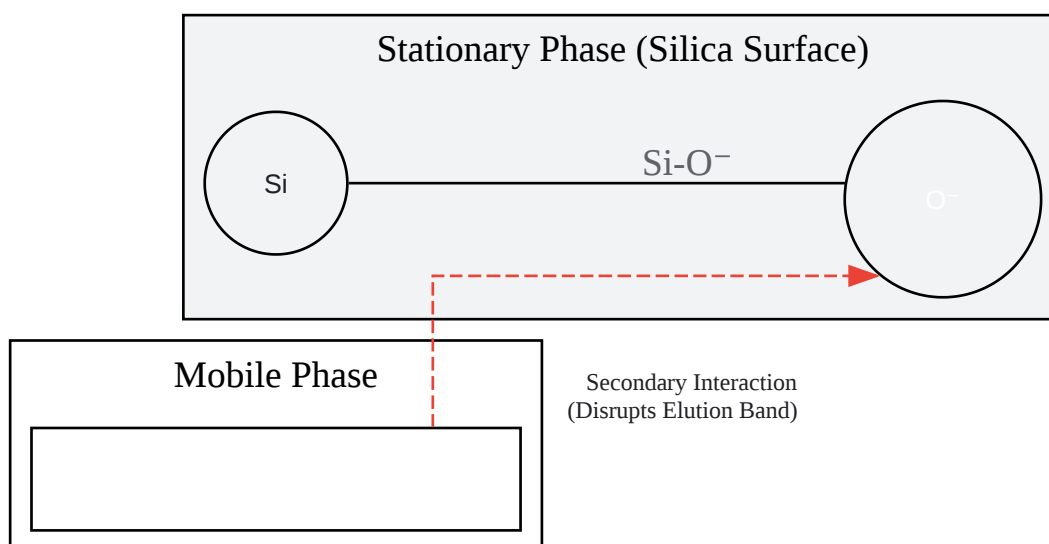 Stationary Phase (Silica Surface)
Si-O⁻
Si
O⁻
Mobile Phase
Secondary Interaction
(Disrupts Elution Band)